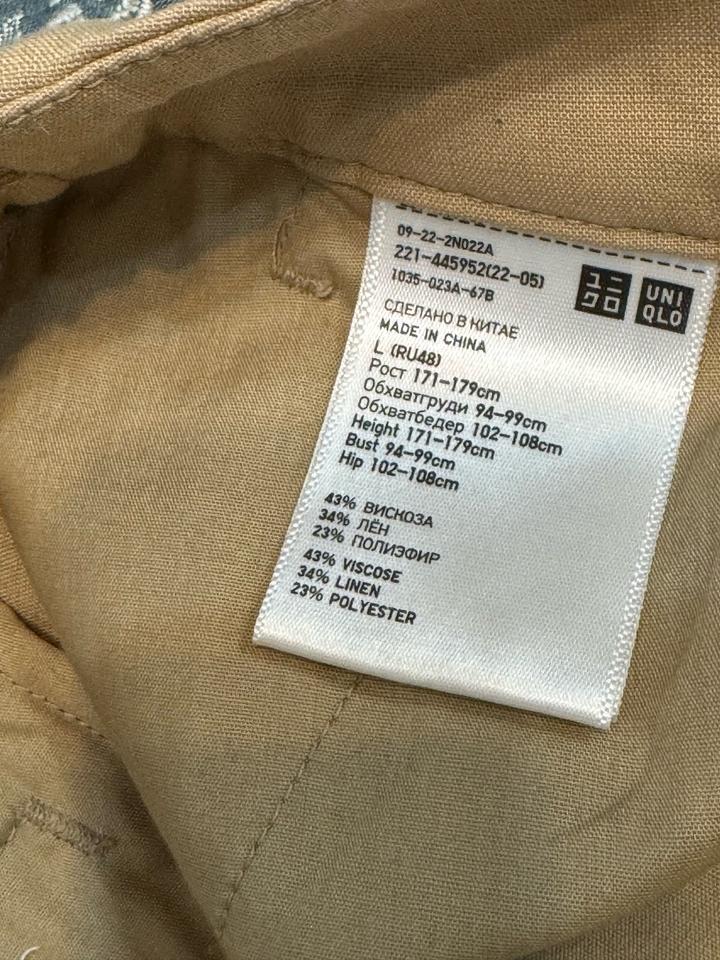 09-22-2N022A
221-445952(22-05)
1035-023A-67B
ユニ
クロ
UNI
QLO
СДЕЛАНО В КИТАЕ
MADE IN CHINA
L (RU48)
Рост 171-179cm
Обхватгруди 94-99cm
Обхватбедер 102-108cm
Height 171-179cm
Bust 94-99cm
Hip 102-108cm
43% ВИСКОЗА
34% ЛЁН
23% ПОЛИЭФИР
43% VISCOSE
34% LINEN
23% POLYESTER